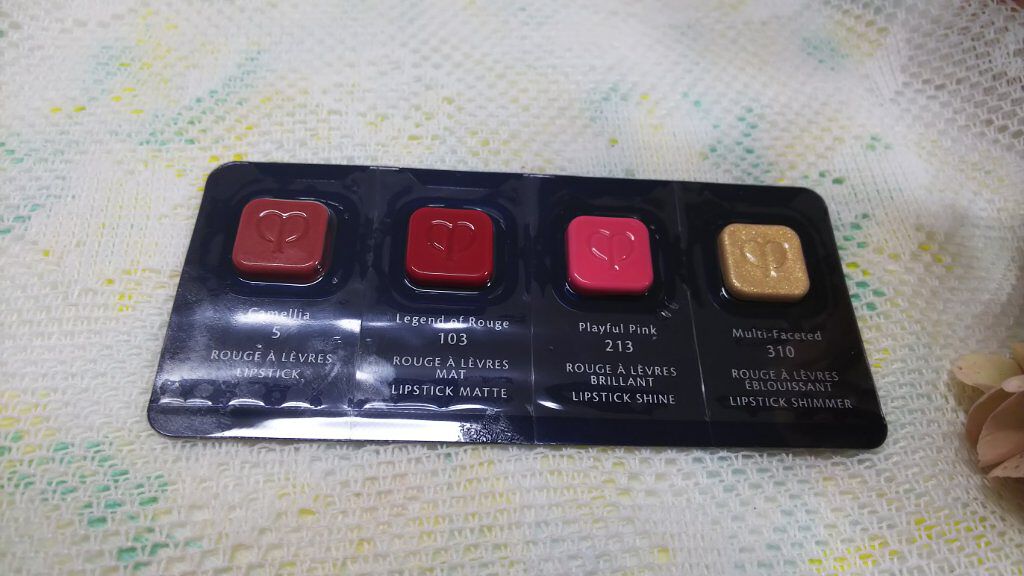 Camellia
5
ROUGE À LÈVRES
LIPSTICK
Legend of Rouge
103
ROUGE À LÈVRES
MAT
LIPSTICK MATTE
Playful Pink
213
ROUGE À LÈVRES
BRILLANT
LIPSTICK SHINE
Multi-Faceted
310
ROUGE À LÈVRES
ÉBLOUISSANT
LIPSTICK SHIMMER